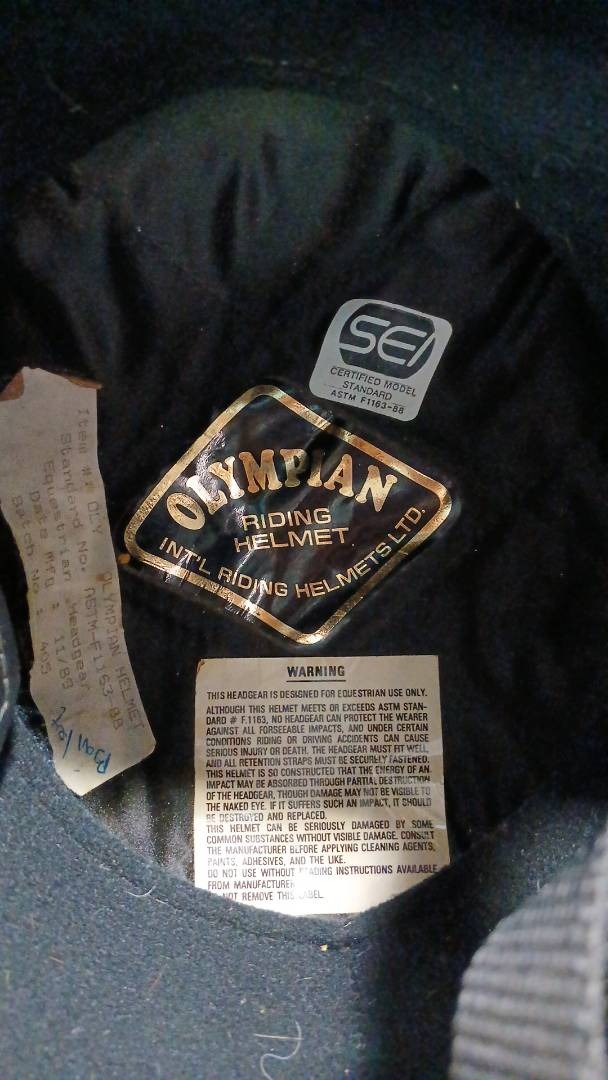 SEI
CERTIFIED MODEL
STANDARD
ASTM F1163-88
OLYMPIAN
RIDING
HELMET
INT'L RIDING HELMETS LTD.
Item #: OLY OLYMPIAN HELMET
Standard No. ASTM-F1163-88
Equestrian Headgear
Date Mfg : 11/89
Batch No :
WARNING
THIS HEADGEAR IS DESIGNED FOR EQUESTRIAN USE ONLY.
ALTHOUGH THIS HELMET MEETS OR EXCEEDS ASTM STAN-
DARD # F.1163, NO HEADGEAR CAN PROTECT THE WEARER
AGAINST ALL FORSEEABLE IMPACTS, AND UNDER CERTAIN
CONDITIONS RIDING OR DRIVING ACCIDENTS CAN CAUSE
SERIOUS INJURY OR DEATH. THE HEADGEAR MUST FIT WELL,
AND ALL RETENTION STRAPS MUST BE SECURELY FASTENED.
THIS HELMET IS SO CONSTRUCTED THAT THE ENERGY OF AN
IMPACT MAY BE ABSORBED THROUGH PARTIAL DESTRUCTION
OF THE HEADGEAR, THOUGH DAMAGE MAY NOT BE VISIBLE TO
THE NAKED EYE. IF IT SUFFERS SUCH AN IMPACT, IT SHOULD
BE DESTROYED AND REPLACED.
THIS HELMET CAN BE SERIOUSLY DAMAGED BY SOME
COMMON SUBSTANCES WITHOUT VISIBLE DAMAGE. CONSULT
THE MANUFACTURER BEFORE APPLYING CLEANING AGENTS,
PAINTS, ADHESIVES, AND THE LIKE.
DO NOT USE WITHOUT INSTRUCTIONS AVAILABLE
FROM MANUFACTURER
NOT REMOVE THIS LABEL.